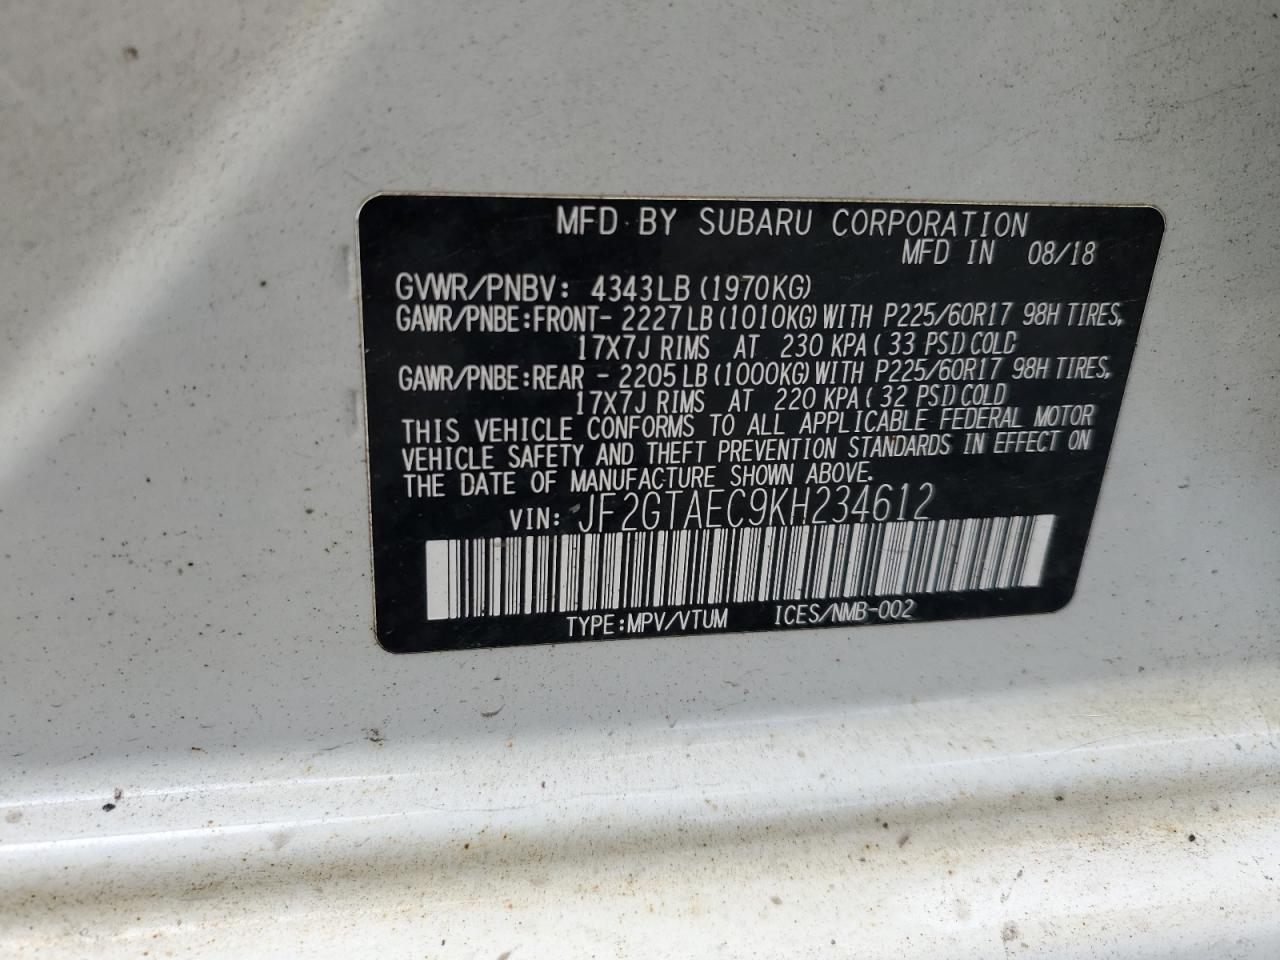 MFD BY SUBARU CORPORATION
MFD IN 08/18
GVWR/PNBV: 4343LB (1970KG)
GAWR/PNBE:FRONT- 2227LB (1010KG) WITH P225/60R17 98H TIRES,
17X7J RIMS AT 230 KPA ( 33 PSI) COLD
GAWR/PNBE:REAR - 2205LB (1000KG) WITH P225/60R17 98H TIRES,
17X7J RIMS AT 220 KPA ( 32 PSI) COLD
THIS VEHICLE CONFORMS TO ALL APPLICABLE FEDERAL MOTOR
VEHICLE SAFETY AND THEFT PREVENTION STANDARDS IN EFFECT ON
THE DATE OF MANUFACTURE SHOWN ABOVE.
VIN: JF2GTAEC9KH234612
TYPE:MPV/VTUM ICES/NMB-002